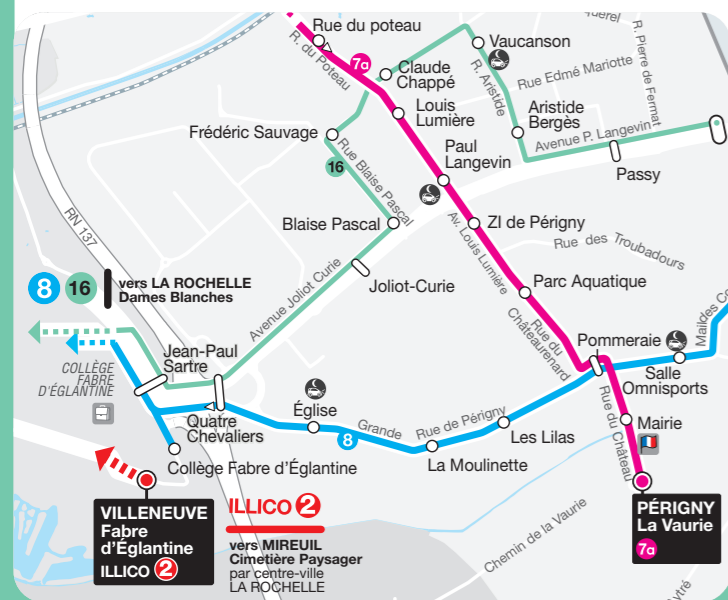 Rue du poteau
R. du Poteau
7a
Vaucanson
Claude
Chappé
Rue Edmé Mariotte
R. Pierre de Fermat
R. Aristide
Louis
Lumière
Aristide
Bergès
Avenue P. Langevin
Frédéric Sauvage
Paul
Langevin
16
Rue Blaise Pascal
Passy
RN 137
Blaise Pascal
ZI de Périgny
Av. Louis Lumière
Rue des Troubadours
Joliot-Curie
Avenue Joliot Curie
Parc Aquatique
8 16
vers LA ROCHELLE
Dames Blanches
Rue du
Châteaurenard
Pommeraie
COLLÈGE
FABRE
D'ÉGLANTINE
Jean-Paul
Sartre
Salle
Omnisports
Quatre
Chevaliers
Église
8
Grande
Rue de Périgny
Les Lilas
Rue du Château
Mairie
Collège Fabre d'Églantine
La Moulinette
VILLENEUVE
Fabre
d'Églantine
ILLICO 2
ILLICO 2
vers MIREUIL
Cimetière Paysager
par centre-ville
LA ROCHELLE
Chemin de la Vaurie
PÉRIGNY
La Vaurie
7a